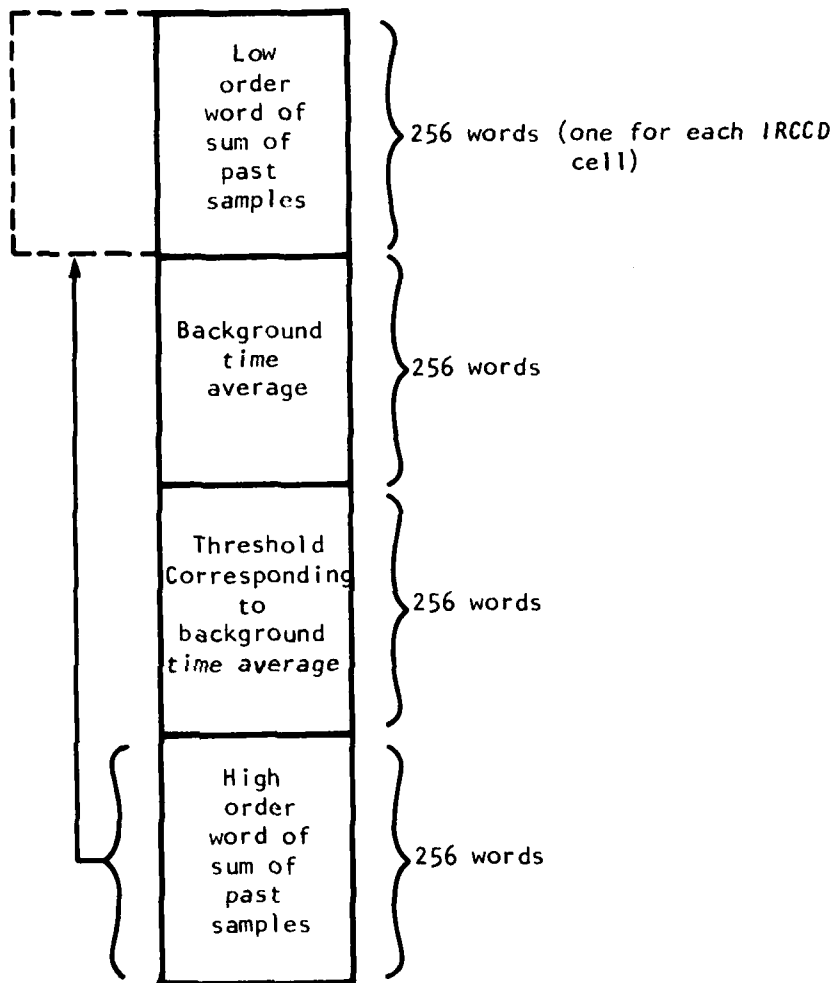 Low
order
word of
sum of
past
samples
256 words (one for each IRCCD
cell)
Background
time
average
256 words
Threshold
Corresponding
to
background
time average
256 words
High
order
word of
sum of
past
samples
256 words